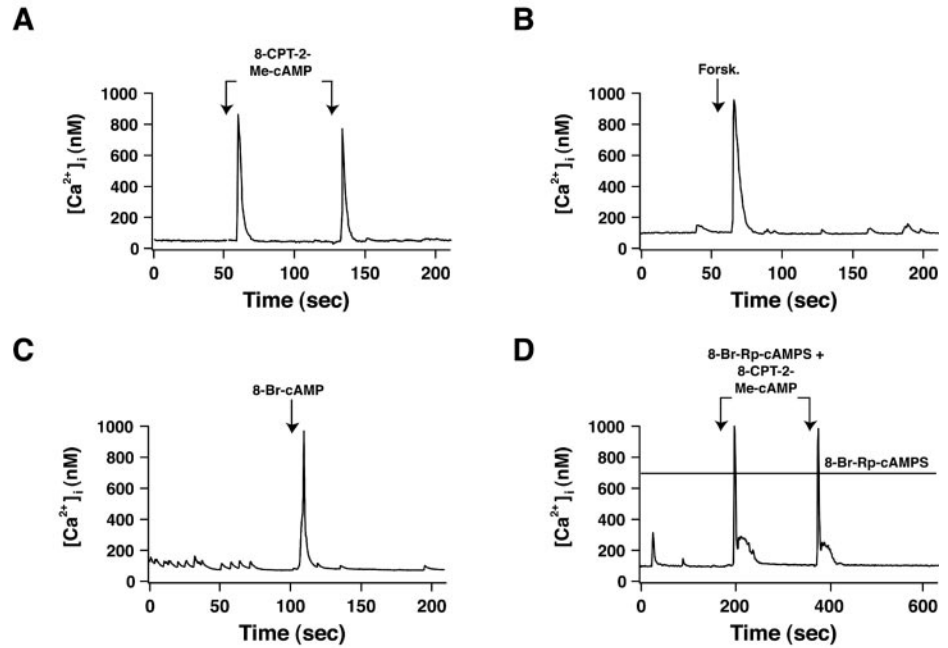 A
8-CPT-2-
Me-cAMP
[Ca²⁺]ᵢ (nM)
1000
800
600
400
200
0
0 50 100 150 200
Time (sec)
B
Forsk.
[Ca²⁺]ᵢ (nM)
1000
800
600
400
200
0
0 50 100 150 200
Time (sec)
C
8-Br-cAMP
[Ca²⁺]ᵢ (nM)
1000
800
600
400
200
0
0 50 100 150 200
Time (sec)
D
8-Br-Rp-cAMPS +
8-CPT-2-
Me-cAMP
[Ca²⁺]ᵢ (nM)
1000
800
600
400
200
0
8-Br-Rp-cAMPS
0 200 400 600
Time (sec)